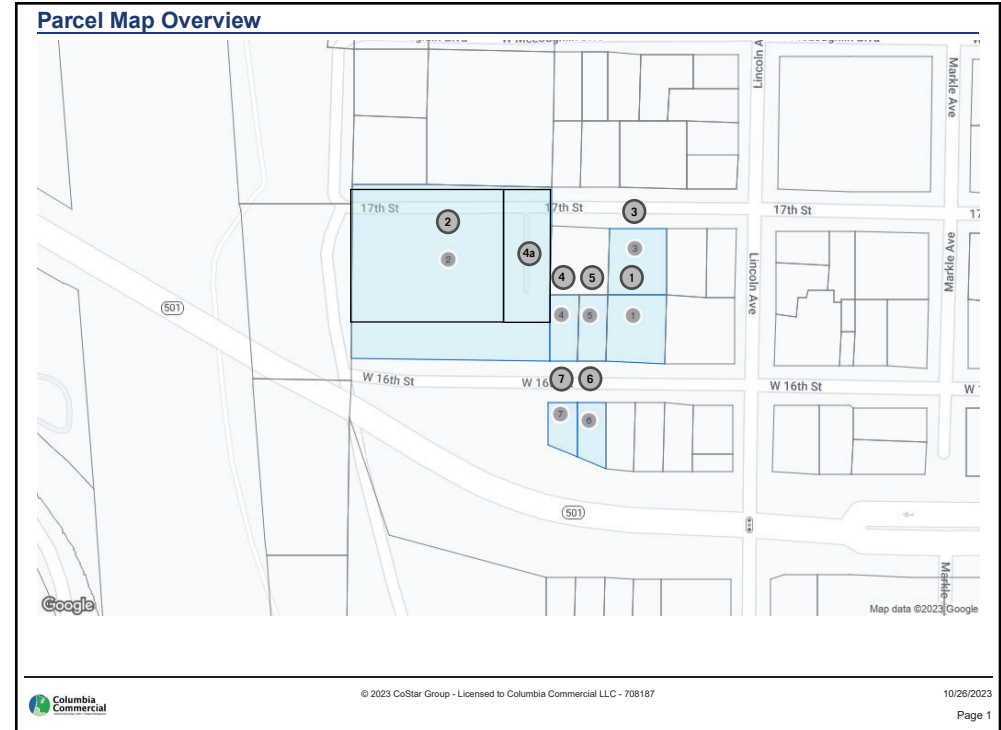 Parcel Map Overview
Lincoln A
Markle Ave
17th St
17th St
17th St
17
2
2
4a
3
3
4
5
1
4
5
1
Lincoln Ave
Markle Ave
501
W 16th St
W 16
W 16th St
W
7
6
7
6
501
Markle
Google
Map data ©2023 Google
Columbia
Commercial
© 2023 CoStar Group - Licensed to Columbia Commercial LLC - 708187
10/26/2023
Page 1